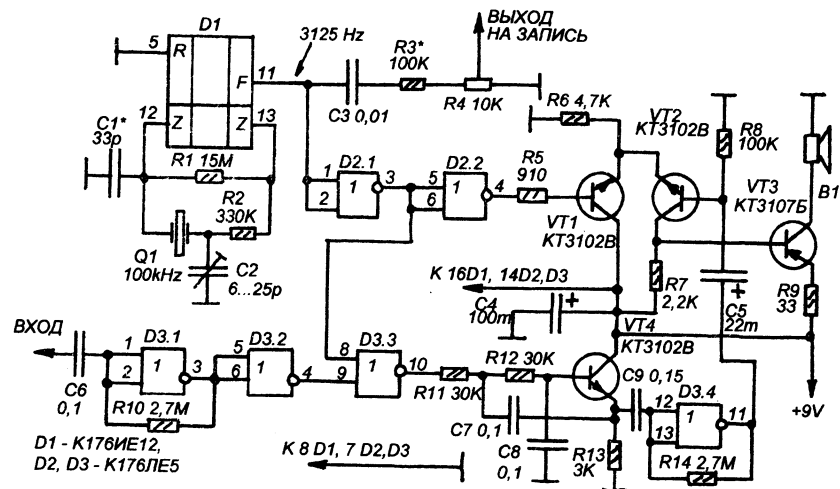 D1
ВЫХОД
НА ЗАПИСЬ
5
R
3125 Hz
R3*
100K
F
11
C3 0,01
R4 10K
R6 4,7K
VT2
KT3102B
R8
100K
C1*
33p
12
Z
Z
13
R1 15M
D2.1
D2.2
R5
910
VT3
KT3107Б
B1
R2
330K
1
2
1
3
5
6
1
4
VT1
KT3102B
Q1
100kHz
C2
6...25p
К 16D1, 14D2,D3
R7
2,2K
C5
22m
+
R9
33
C4
100m
+
VT4
KT3102B
ВХОД
D3.1
D3.2
D3.3
1
2
1
3
5
6
1
4
8
9
1
10
R12 30K
R11 30K
C9 0,15
D3.4
12
13
1
11
+9V
C6
0,1
R10 2,7M
C7 0,1
C8
0,1
R13
3K
R14 2,7M
D1 - К176ИЕ12,
D2, D3 - К176ЛЕ5
К 8 D1, 7 D2,D3